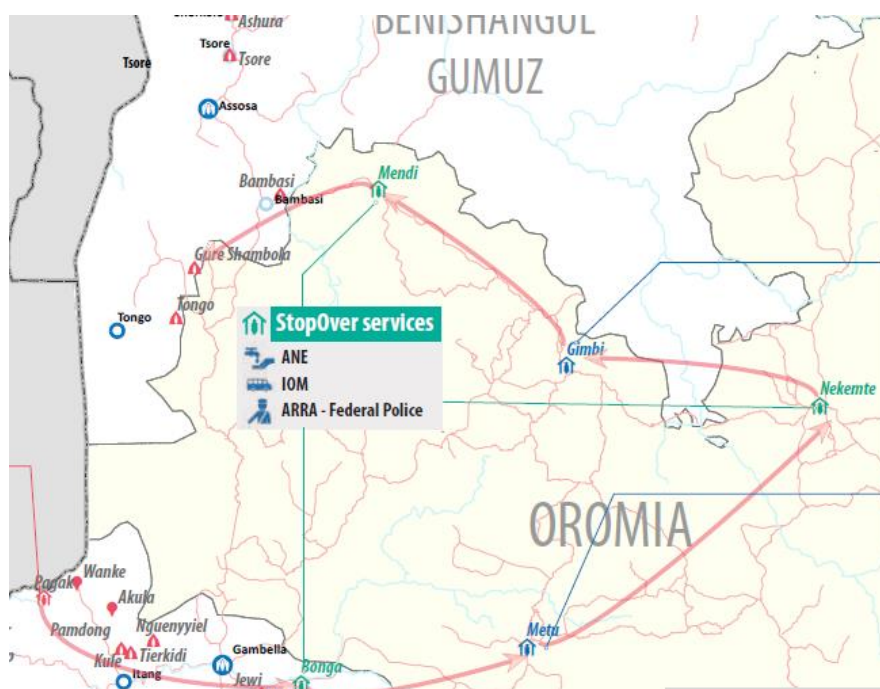 Ashura
BENISHANGUL
GUMUZ
Tsore
Tsore
Tsore
Assosa
Mendi
Bambasi
Bambasi
Gure Shambola
Tongo
Tongo
StopOver services
ANE
IOM
ARRA - Federal Police
Gimbi
Nekemte
OROMIA
Pagak
Wanke
Akula
Pamdong
Nguenyyiel
Kule
Tierkidi
Itang
Gambella
Jewi
Bonga
Metu